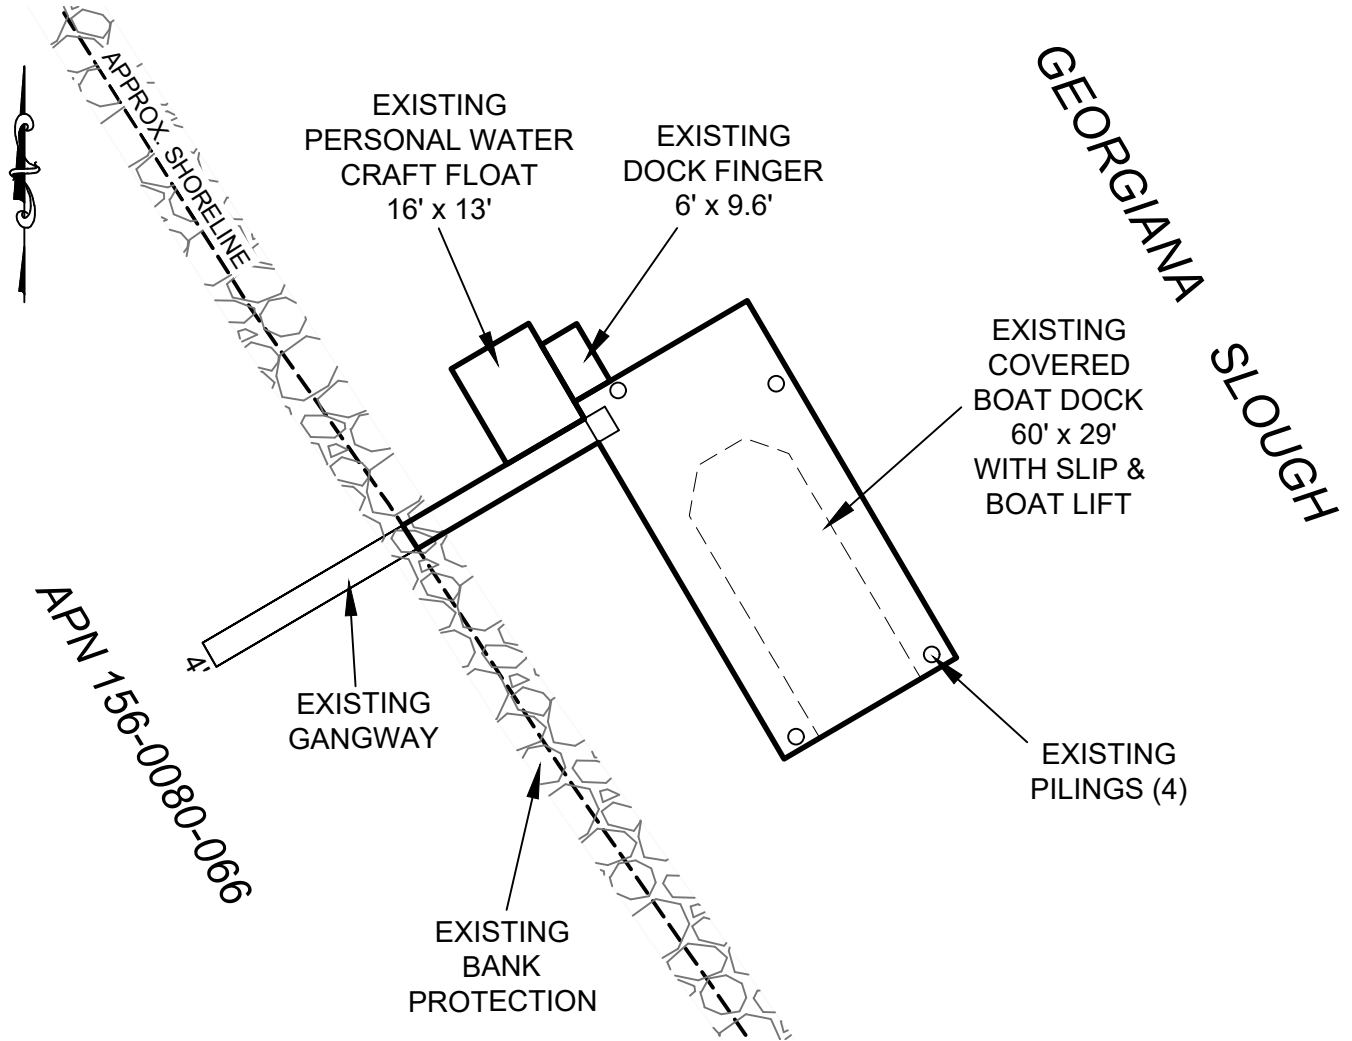 APPROX. SHORELINE
EXISTING
PERSONAL WATER
CRAFT FLOAT
16' x 13'
EXISTING
DOCK FINGER
6' x 9.6'
GEORGIANA SLOUGH
EXISTING
COVERED
BOAT DOCK
60' x 29'
WITH SLIP &
BOAT LIFT
4'
APN 156-0080-066
EXISTING
GANGWAY
EXISTING
PILINGS (4)
EXISTING
BANK
PROTECTION